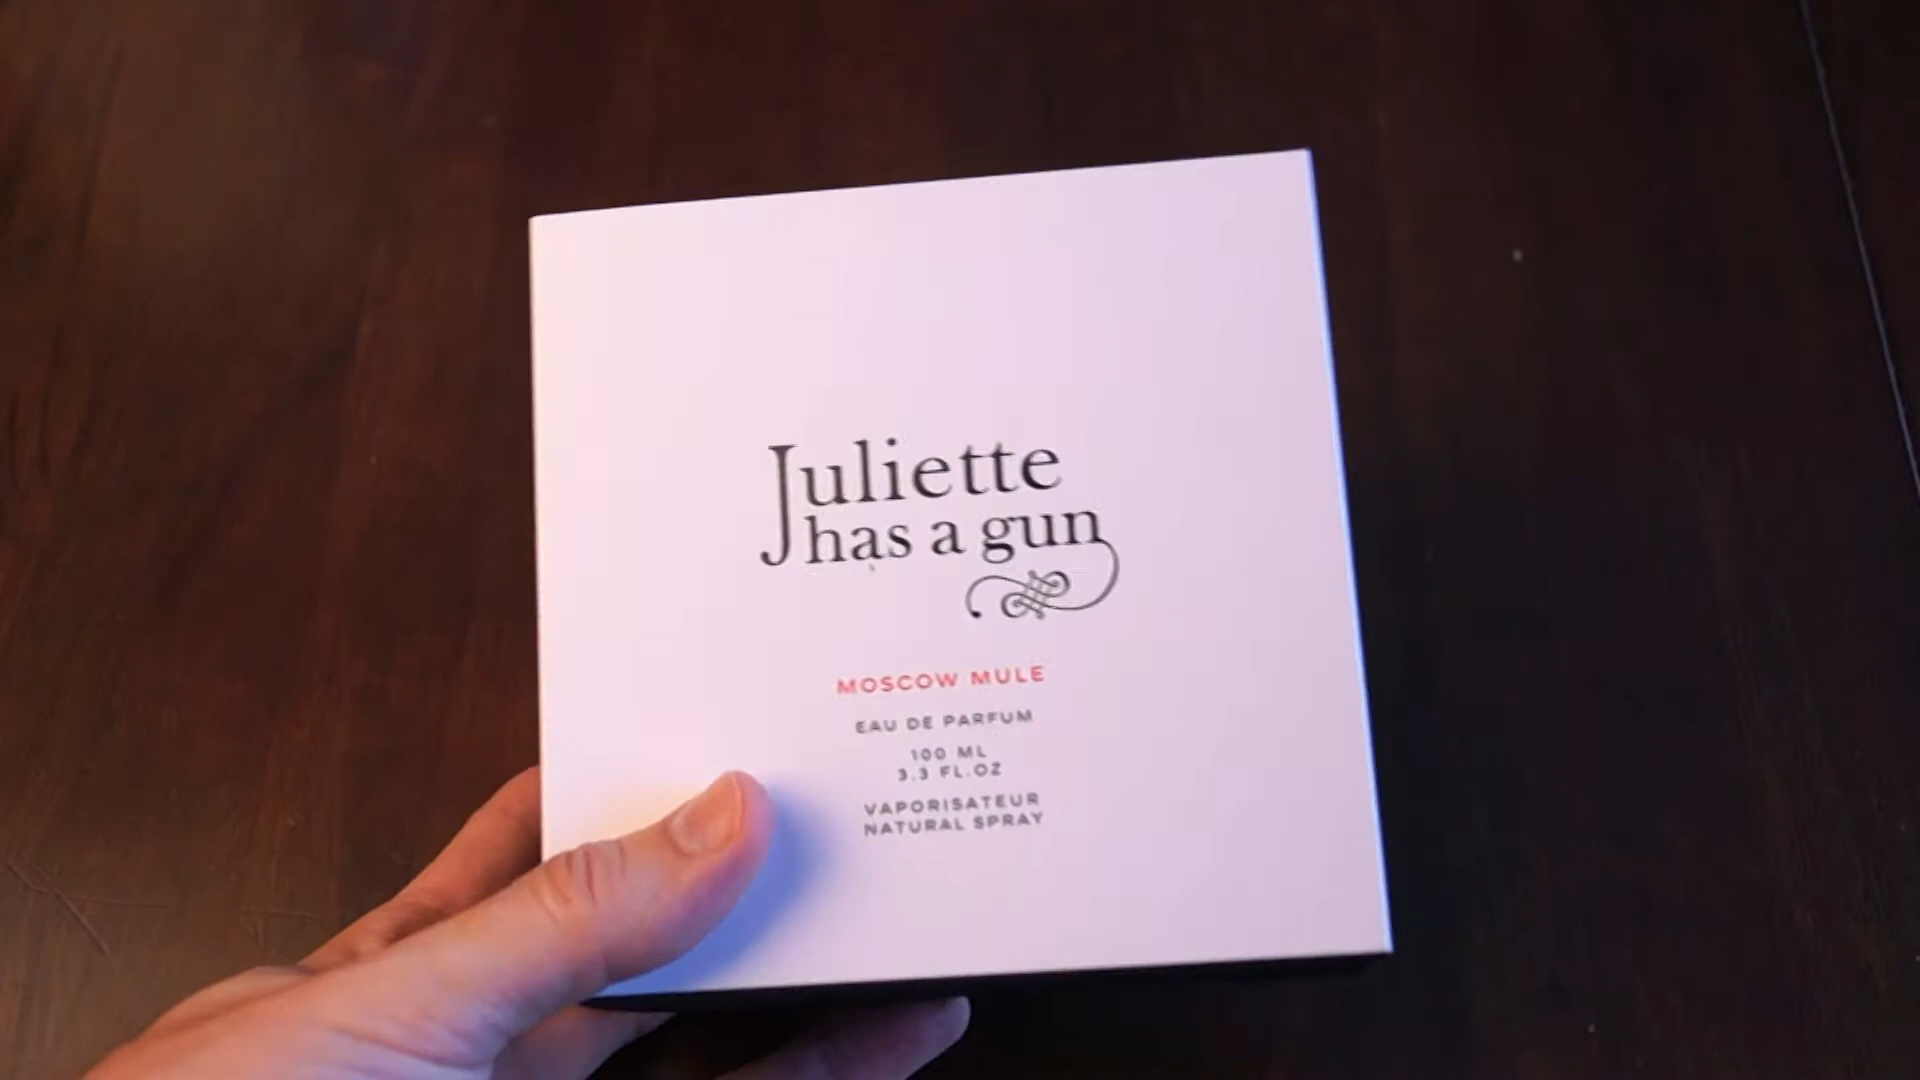 Juliette
has a gun
MOSCOW MULE
EAU DE PARFUM
100 ML
3.3 FL.OZ
VAPORISATEUR
NATURAL SPRAY